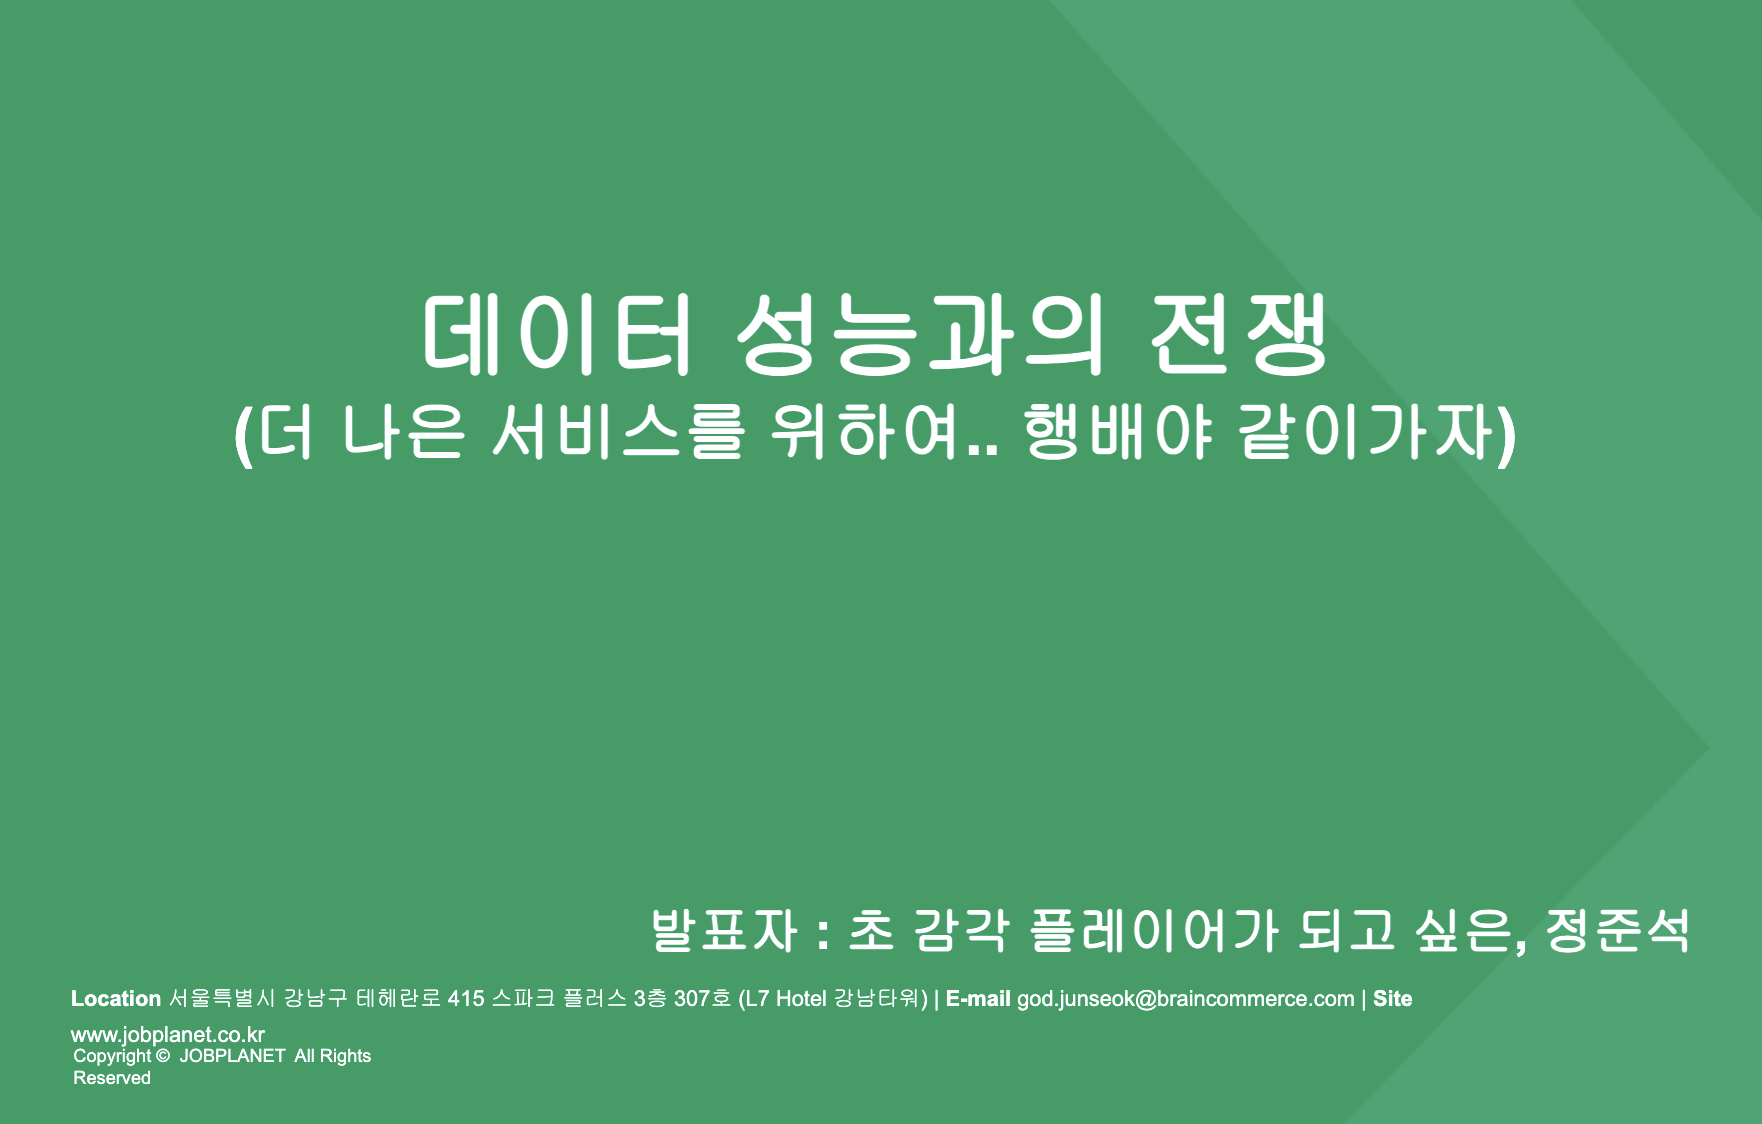 데이터 성능과의 전쟁
(더 나은 서비스를 위하여.. 행배야 같이가자)
발표자 : 초 감각 플레이어가 되고 싶은, 정준석
Location 서울특별시 강남구 테헤란로 415 스파크 플러스 3층 307호 (L7 Hotel 강남타워) | E-mail god.junseok@braincommerce.com | Site
www.jobplanet.co.kr
Copyright © JOBPLANET All Rights
Reserved